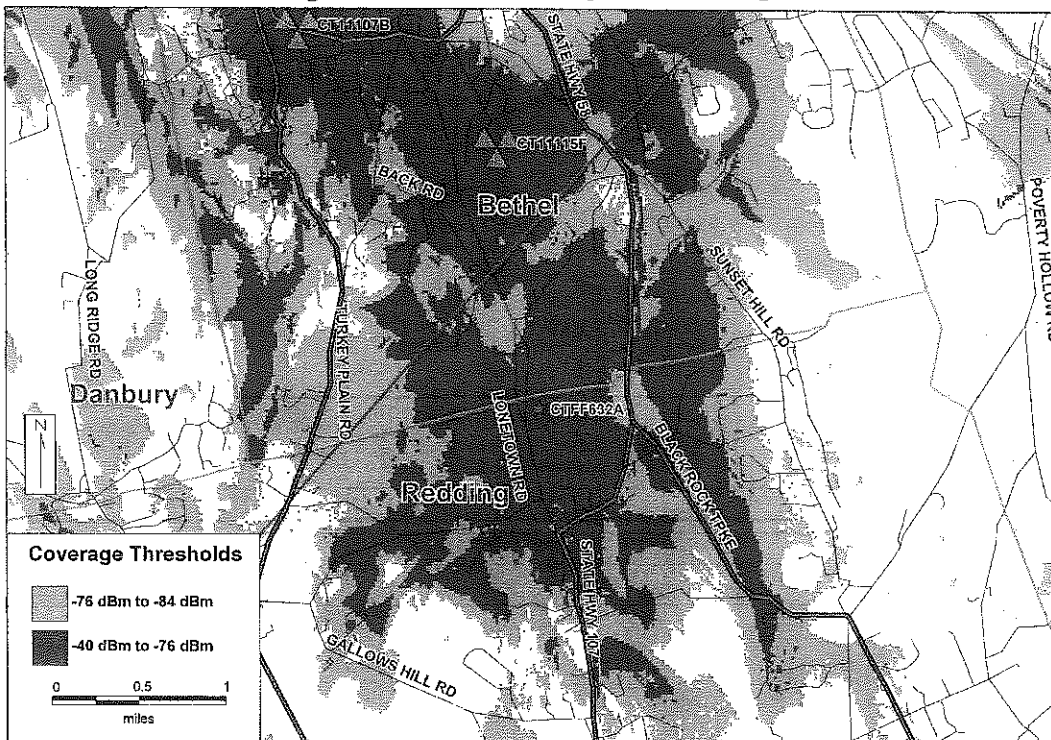 CT11107B
STATE HWY 58
CT11115F
BACK RD
Bethel
POVERTY HOLLOW RD
SUNSET HILL RD
LONG RIDGE RD
TURKEY PLAIN RD
Danbury
N
LONETOWN RD
CTFF632A
BLACK ROCK TPKE
Redding
STATE HWY 107
GALLOWS HILL RD
Coverage Thresholds
-76 dBm to -84 dBm
-40 dBm to -76 dBm
0 0.5 1
miles